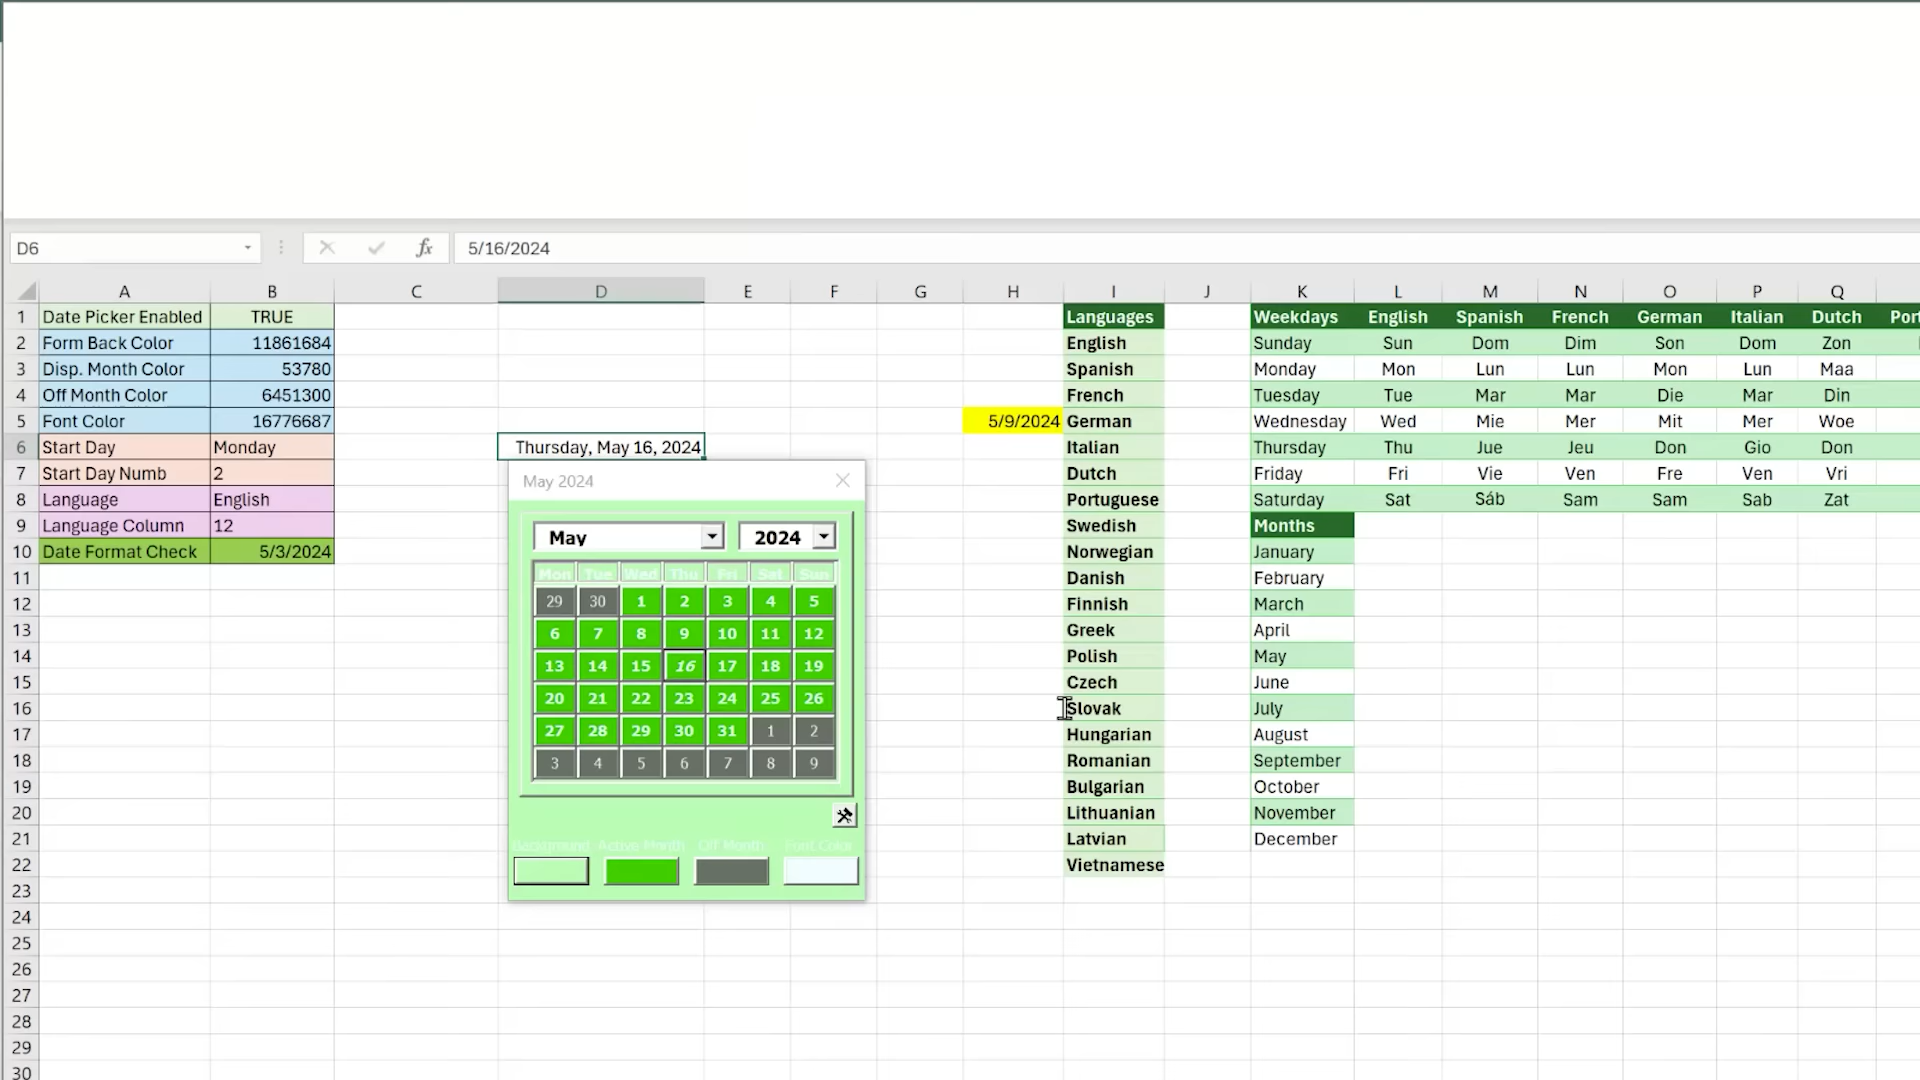 D6 fx 5/16/2024
A B C D E F G H I J K L M N O P Q
1 Date Picker Enabled TRUE Languages Weekdays English Spanish French German Italian Dutch
2 Form Back Color 11861684 English Sunday Sun Dom Dim Son Dom Zon
3 Disp. Month Color 53780 Spanish Monday Mon Lun Lun Mon Lun Maa
4 Off Month Color 6451300 French Tuesday Tue Mar Mar Die Mar Din
5 Font Color 16776687 5/9/2024 German Wednesday Wed Mie Mer Mit Mer Woe
6 Start Day Monday Thursday, May 16, 2024 Italian Thursday Thu Jue Jeu Don Gio Don
7 Start Day Numb 2 Dutch Friday Fri Vie Ven Fre Ven Vri
8 Language English Portuguese Saturday Sat Sáb Sam Sam Sab Zat
9 Language Column 12 Swedish Months
10 Date Format Check 5/3/2024 Norwegian January
11 Danish February
12 Finnish March
13 Greek April
14 Polish May
15 Czech June
16 Slovak July
17 Hungarian August
18 Romanian September
19 Bulgarian October
20 Lithuanian November
21 Latvian December
22 Vietnamese
23
24
25
26
27
28
29
30
May 2024
May 2024
Mon Tue Wed Thu Fri Sat Sun
29 30 1 2 3 4 5
6 7 8 9 10 11 12
13 14 15 16 17 18 19
20 21 22 23 24 25 26
27 28 29 30 31 1 2
3 4 5 6 7 8 9
Background Active Month Off Month Font Color